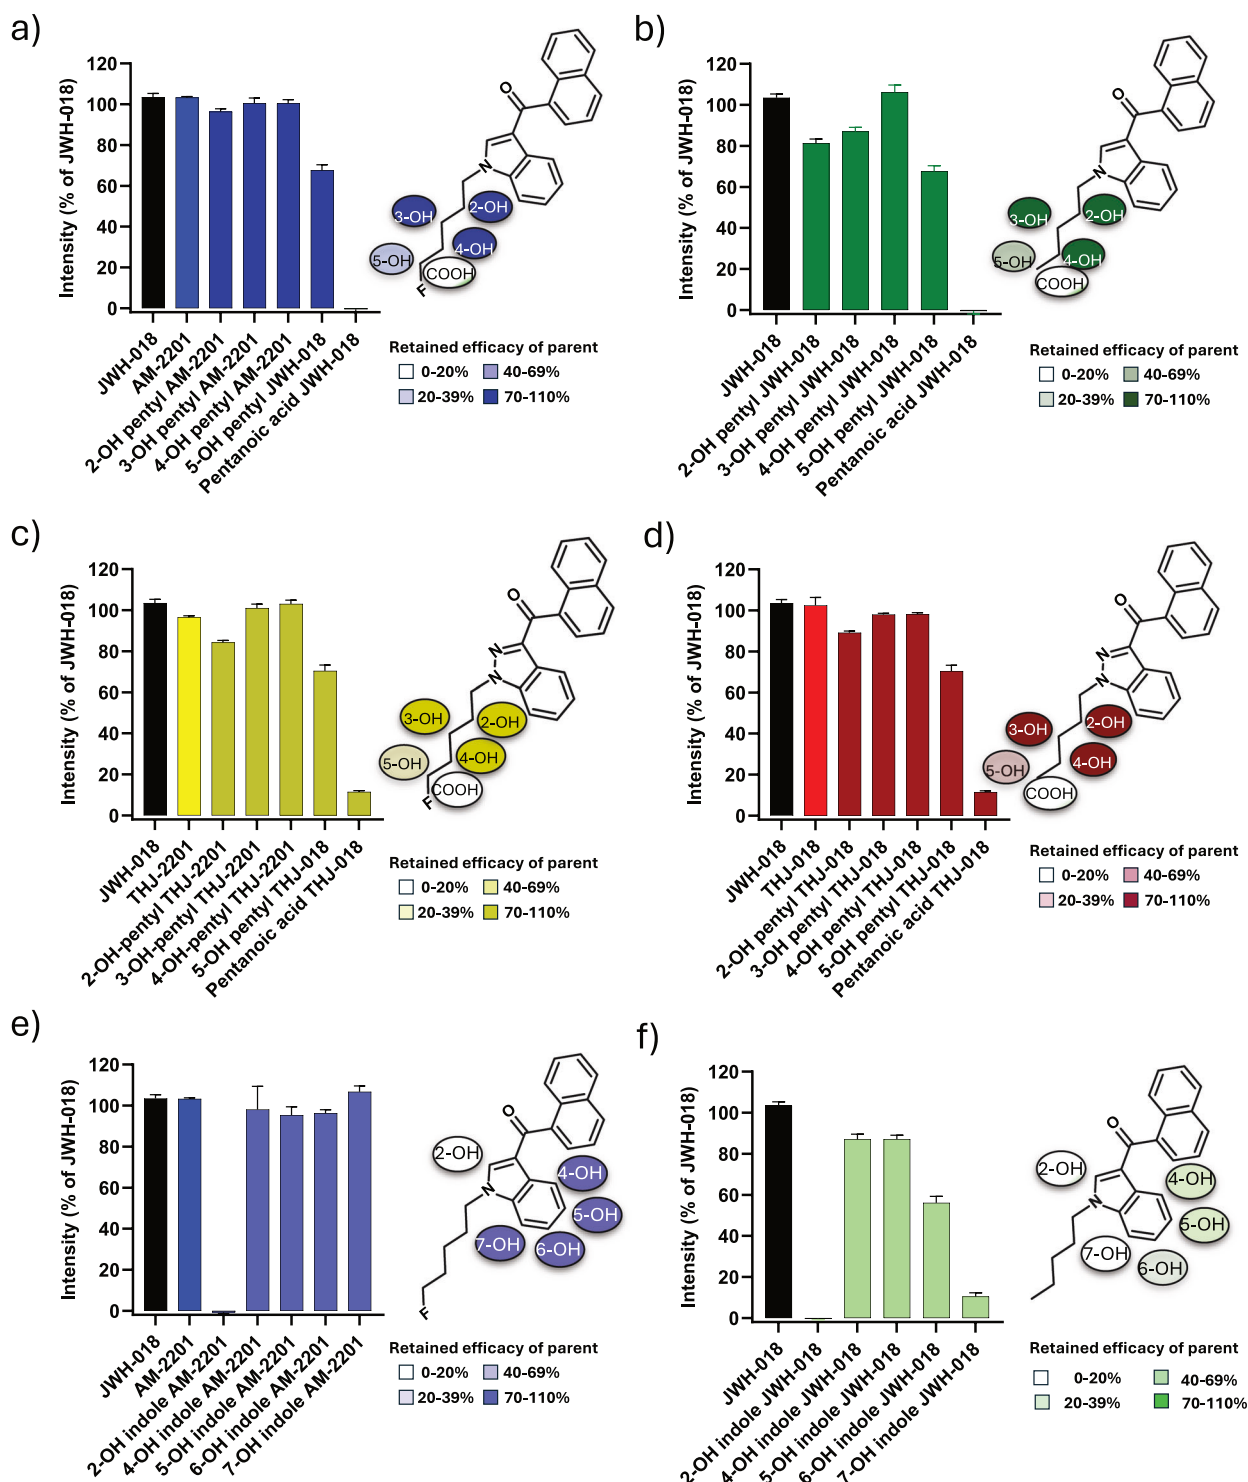 a)
120
100
80
60
40
20
0
Intensity (% of JWH-018)
JWH-018
AM-2201
2-OH pentyl AM-2201
3-OH pentyl AM-2201
4-OH pentyl AM-2201
5-OH pentyl JWH-018
Pentanoic acid JWH-018
O
N
3-OH
2-OH
4-OH
5-OH
COOH
F
Retained efficacy of parent
0-20% 40-69%
20-39% 70-110%
b)
120
100
80
60
40
20
0
Intensity (% of JWH-018)
JWH-018
2-OH pentyl JWH-018
3-OH pentyl JWH-018
4-OH pentyl JWH-018
5-OH pentyl JWH-018
Pentanoic acid JWH-018
O
N
3-OH
2-OH
5-OH
4-OH
COOH
Retained efficacy of parent
0-20% 40-69%
20-39% 70-110%
c)
120
100
80
60
40
20
0
Intensity (% of JWH-018)
JWH-018
THJ-2201
2-OH-pentyl THJ-2201
3-OH-pentyl THJ-2201
4-OH-pentyl THJ-2201
5-OH pentyl THJ-018
Pentanoic acid THJ-018
O
N
N
3-OH
2-OH
4-OH
5-OH
COOH
F
Retained efficacy of parent
0-20% 40-69%
20-39% 70-110%
d)
120
100
80
60
40
20
0
Intensity (% of JWH-018)
JWH-018
THJ-018
2-OH pentyl THJ-018
3-OH pentyl THJ-018
4-OH pentyl THJ-018
5-OH pentyl THJ-018
Pentanoic acid THJ-018
O
N
N
3-OH
2-OH
4-OH
5-OH
COOH
Retained efficacy of parent
0-20% 40-69%
20-39% 70-110%
e)
120
100
80
60
40
20
0
Intensity (% of JWH-018)
JWH-018
AM-2201
2-OH indole AM-2201
4-OH indole AM-2201
5-OH indole AM-2201
6-OH indole AM-2201
7-OH indole AM-2201
O
2-OH
N
4-OH
5-OH
7-OH
6-OH
F
Retained efficacy of parent
0-20% 40-69%
20-39% 70-110%
f)
120
100
80
60
40
20
0
Intensity (% of JWH-018)
JWH-018
2-OH indole JWH-018
4-OH indole JWH-018
5-OH indole JWH-018
6-OH indole JWH-018
7-OH indole JWH-018
O
2-OH
N
4-OH
5-OH
7-OH
6-OH
Retained efficacy of parent
0-20% 40-69%
20-39% 70-110%